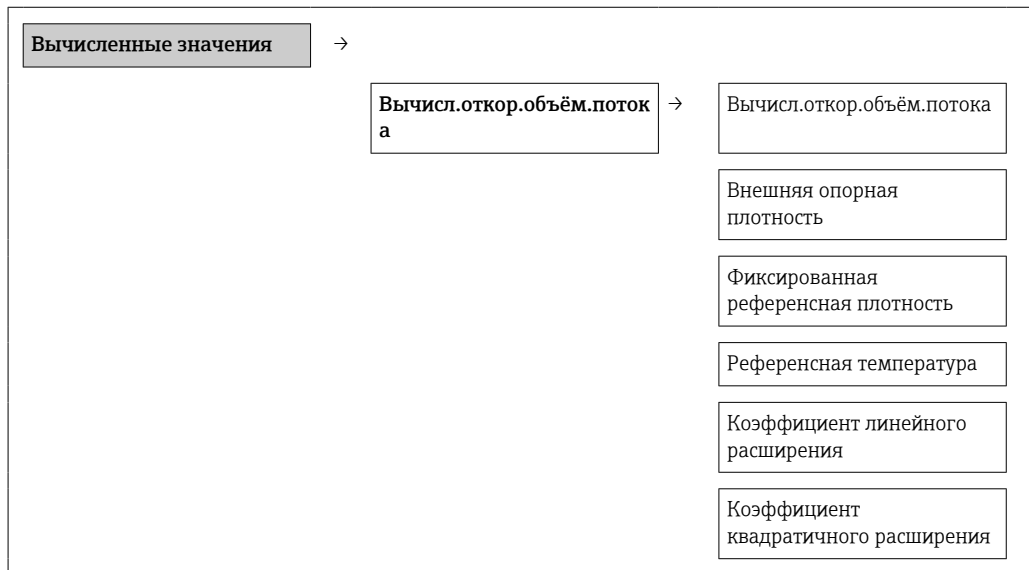 Вычисленные значения →
Вычисл.откор.объём.поток → Вычисл.откор.объём.потока
а
Внешняя опорная
плотность
Фиксированная
референсная плотность
Референсная температура
Коэффициент линейного
расширения
Коэффициент
квадратичного расширения